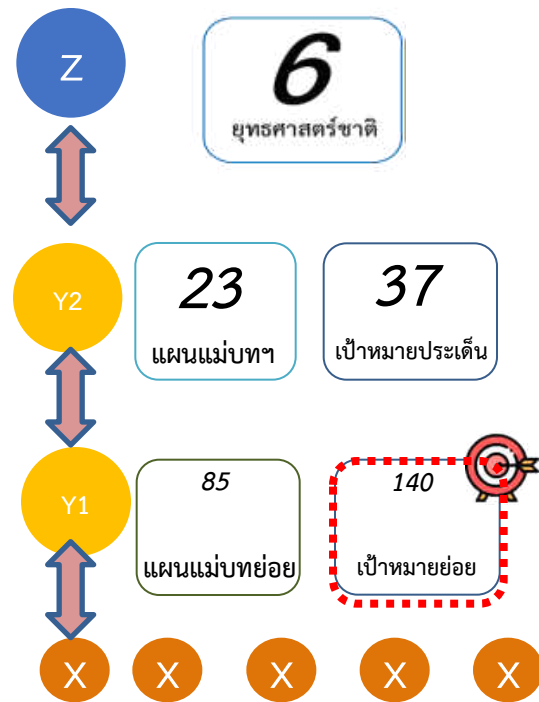 Z
6
ยุทธศาสตร์ชาติ
Y2
23
37
แผนแม่บทฯ
เป้าหมายประเด็น
Y1
85
140
แผนแม่บทย่อย
เป้าหมายย่อย
X X X X X